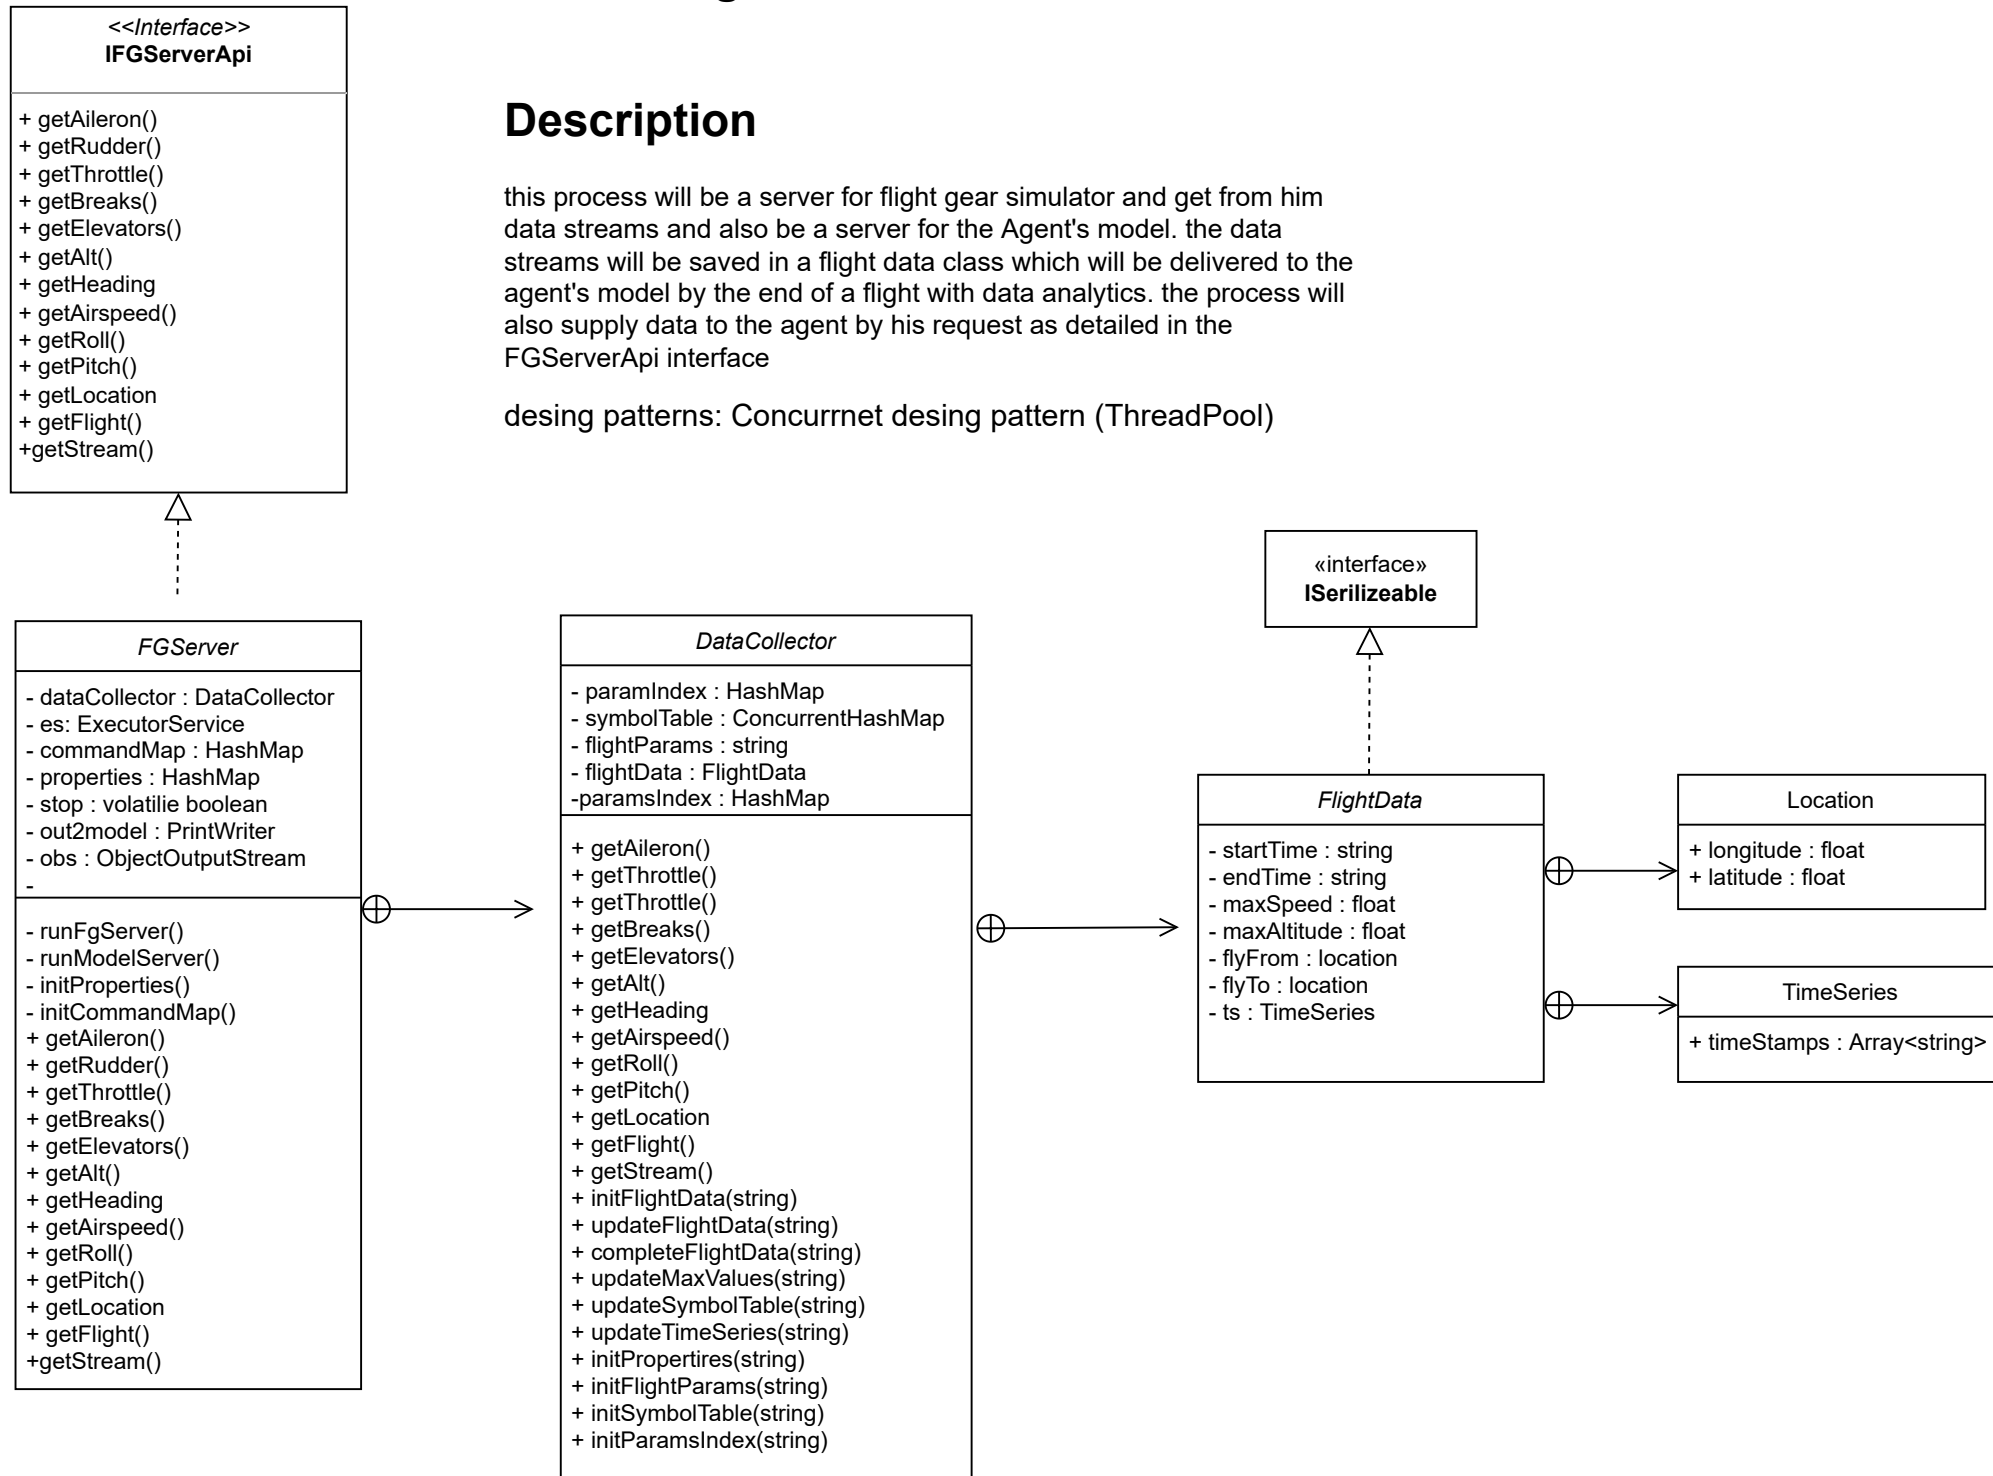 <<Interface>>
IFGServerApi
+ getAileron()
+ getRudder()
+ getThrottle()
+ getBreaks()
+ getElevators()
+ getAlt()
+ getHeading
+ getAirspeed()
+ getRoll()
+ getPitch()
+ getLocation
+ getFlight()
+getStream()
Description
this process will be a server for flight gear simulator and get from him
data streams and also be a server for the Agent's model. the data
streams will be saved in a flight data class which will be delivered to the
agent's model by the end of a flight with data analytics. the process will
also supply data to the agent by his request as detailed in the
FGServerApi interface
desing patterns: Concurrnet desing pattern (ThreadPool)
FGServer
- dataCollector : DataCollector
- es: ExecutorService
- commandMap : HashMap
- properties : HashMap
- stop : volatilie boolean
- out2model : PrintWriter
- obs : ObjectOutputStream
-
- runFgServer()
- runModelServer()
- initProperties()
- initCommandMap()
+ getAileron()
+ getRudder()
+ getThrottle()
+ getBreaks()
+ getElevators()
+ getAlt()
+ getHeading
+ getAirspeed()
+ getRoll()
+ getPitch()
+ getLocation
+ getFlight()
+getStream()
DataCollector
- paramIndex : HashMap
- symbolTable : ConcurrentHashMap
- flightParams : string
- flightData : FlightData
-paramsIndex : HashMap
+ getAileron()
+ getThrottle()
+ getThrottle()
+ getBreaks()
+ getElevators()
+ getAlt()
+ getHeading
+ getAirspeed()
+ getRoll()
+ getPitch()
+ getLocation
+ getFlight()
+ getStream()
+ initFlightData(string)
+ updateFlightData(string)
+ completeFlightData(string)
+ updateMaxValues(string)
+ updateSymbolTable(string)
+ updateTimeSeries(string)
+ initPropertires(string)
+ initFlightParams(string)
+ initSymbolTable(string)
+ initParamsIndex(string)
«interface»
ISerilizeable
FlightData
- startTime : string
- endTime : string
- maxSpeed : float
- maxAltitude : float
- flyFrom : location
- flyTo : location
- ts : TimeSeries
Location
+ longitude : float
+ latitude : float
TimeSeries
+ timeStamps : Array<string>